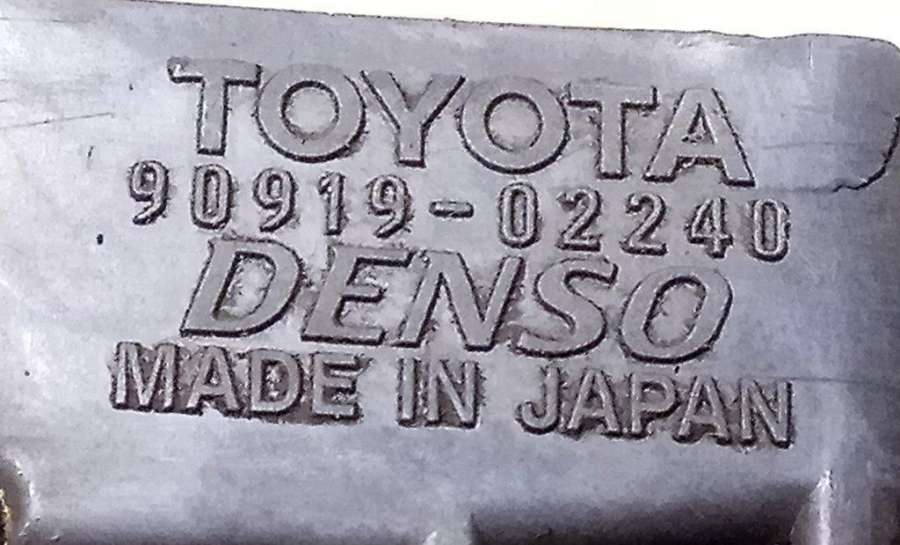 TOYOTA
90919-02240
DENSO
MADE IN JAPAN